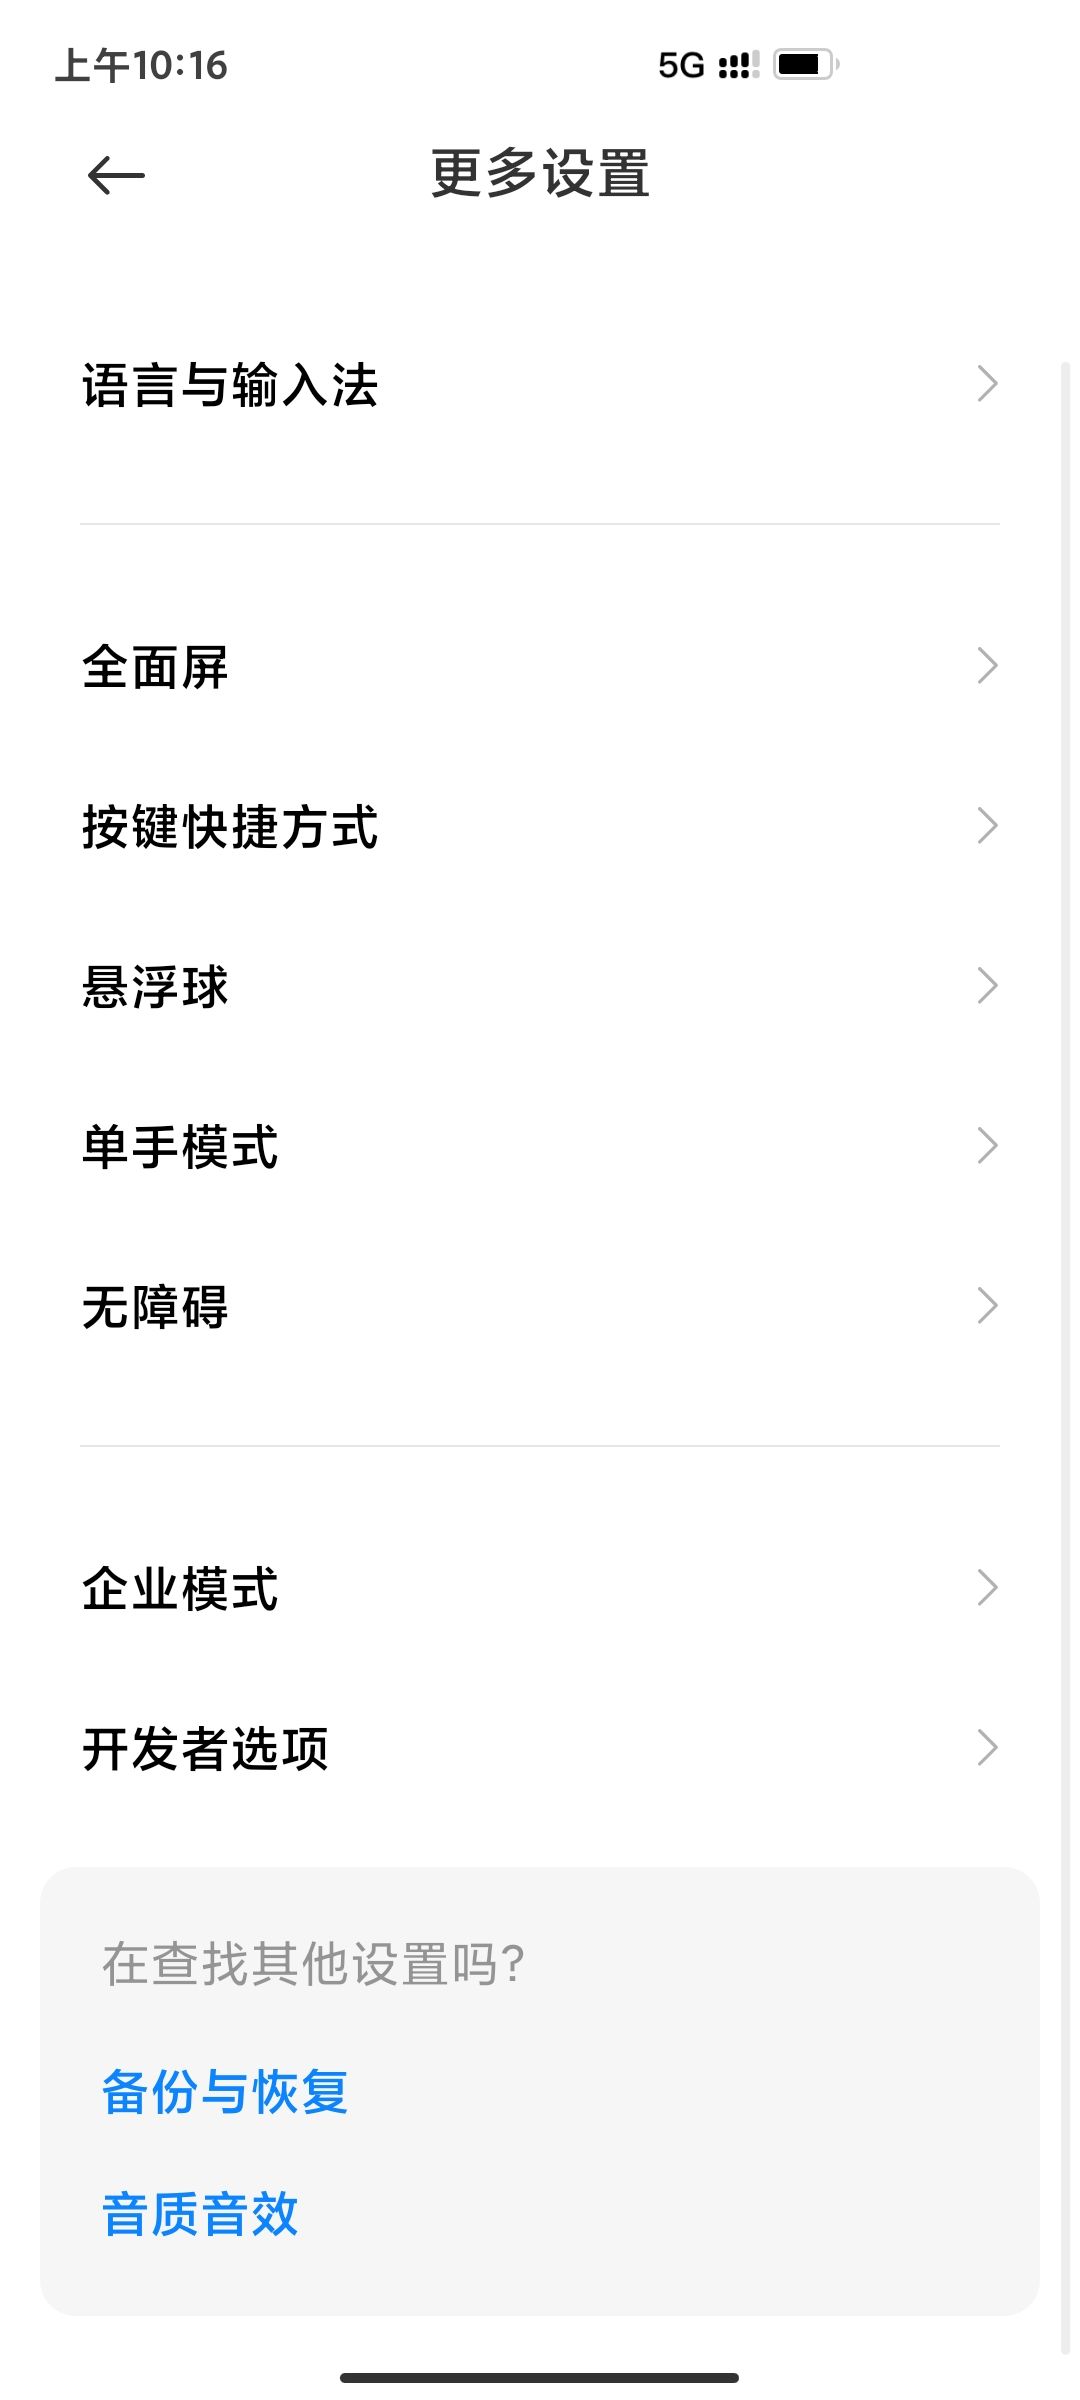 上午10:16
5G
更多设置
语言与输入法
全面屏
按键快捷方式
悬浮球
单手模式
无障碍
企业模式
开发者选项
在查找其他设置吗?
备份与恢复
音质音效